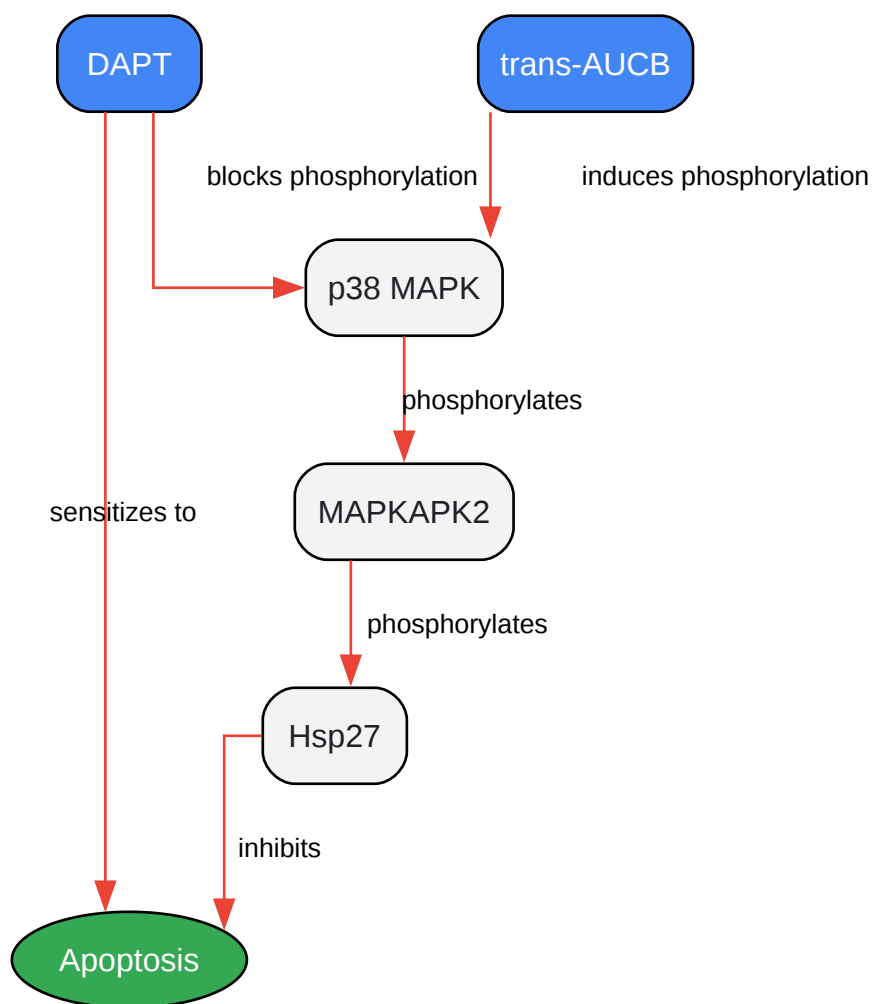 DAPT
trans-AUCB
blocks phosphorylation
induces phosphorylation
p38 MAPK
phosphorylates
MAPKAPK2
sensitizes to
phosphorylates
Hsp27
inhibits
Apoptosis